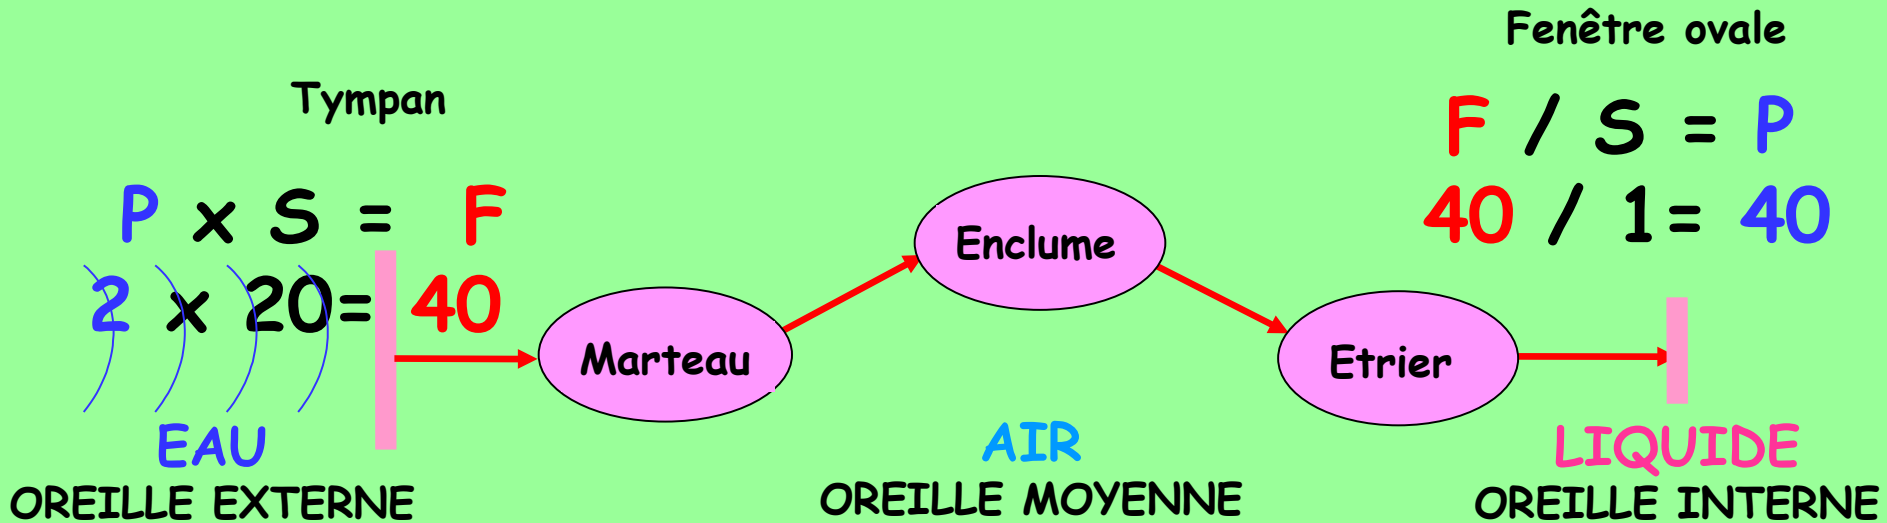 Tympan
P x S = F
2 x 20= 40
EAU
OREILLE EXTERNE
Marteau
Enclume
Etrier
AIR
OREILLE MOYENNE
Fenêtre ovale
F / S = P
40 / 1= 40
LIQUIDE
OREILLE INTERNE